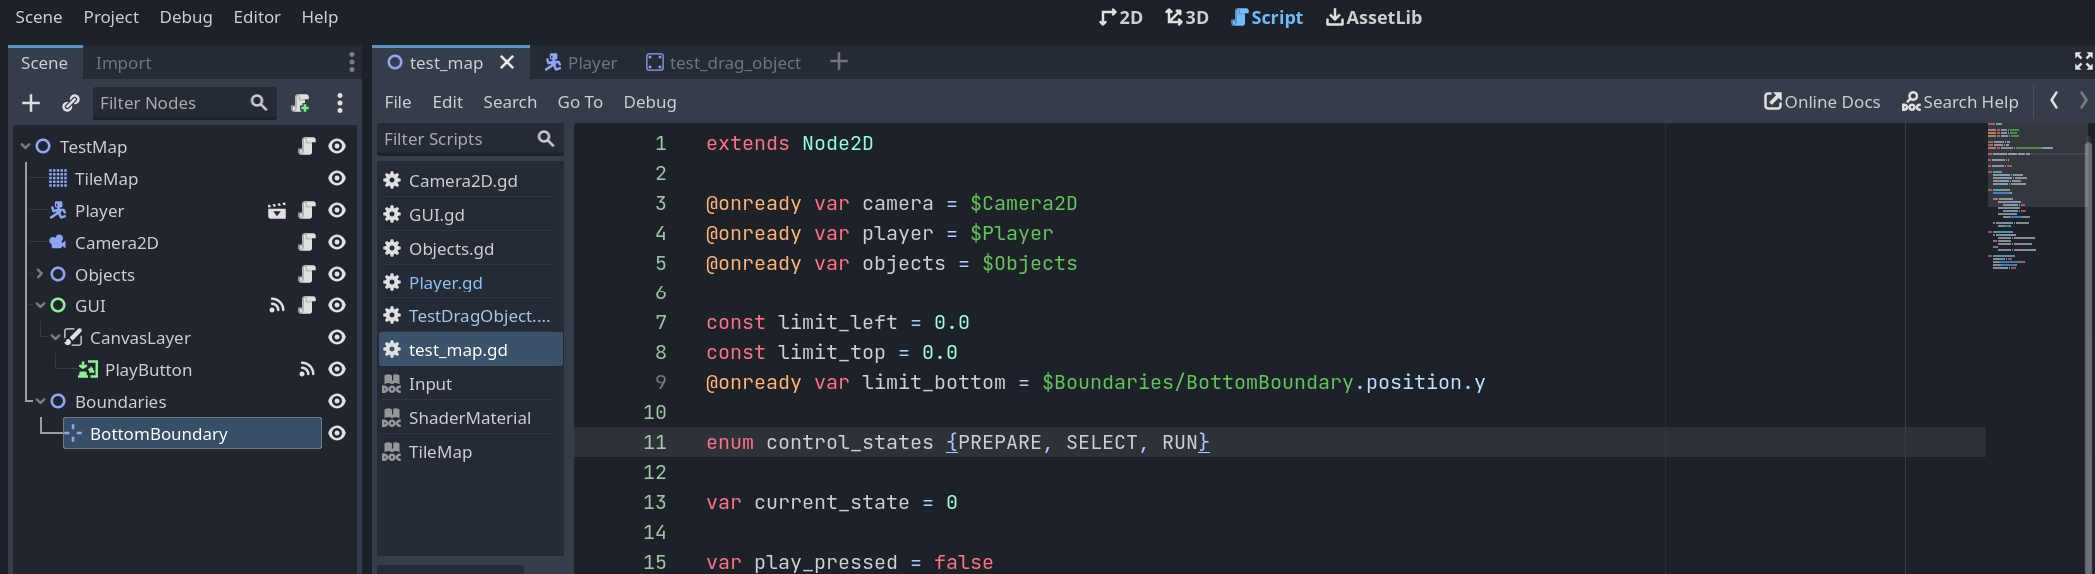 Scene Project Debug Editor Help
2D 3D Script AssetLib
Scene Import
test_map Player test_drag_object
Filter Nodes
File Edit Search Go To Debug
Online Docs Search Help
TestMap
TileMap
Player
Camera2D
Objects
GUI
CanvasLayer
PlayButton
Boundaries
BottomBoundary
Filter Scripts
Camera2D.gd
GUI.gd
Objects.gd
Player.gd
TestDragObject....
test_map.gd
DOC Input
DOC ShaderMaterial
DOC TileMap
1 extends Node2D
2
3 @onready var camera = $Camera2D
4 @onready var player = $Player
5 @onready var objects = $Objects
6
7 const limit_left = 0.0
8 const limit_top = 0.0
9 @onready var limit_bottom = $Boundaries/BottomBoundary.position.y
10
11 enum control_states {PREPARE, SELECT, RUN}
12
13 var current_state = 0
14
15 var play_pressed = false